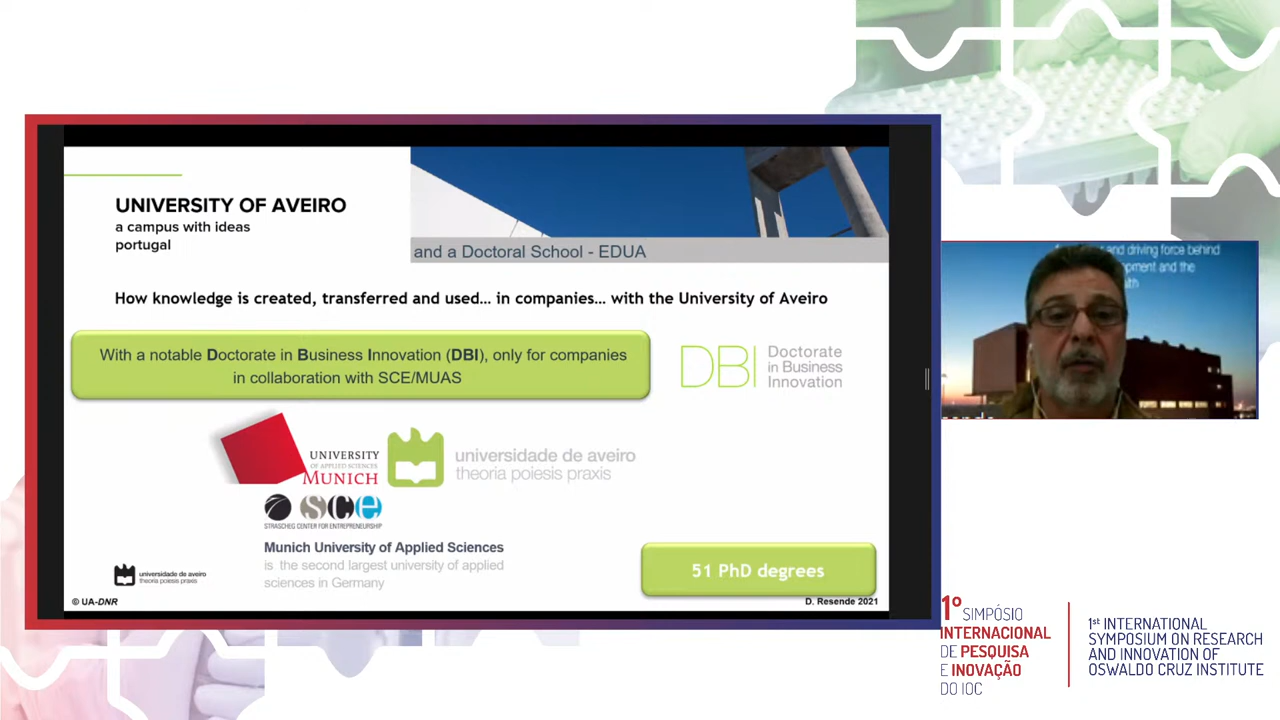 UNIVERSITY OF AVEIRO
a campus with ideas
portugal
and a Doctoral School - EDUA
How knowledge is created, transferred and used... in companies... with the University of Aveiro
With a notable Doctorate in Business Innovation (DBI), only for companies
in collaboration with SCE/MUAS
DBI
Doctorate
in Business
Innovation
UNIVERSITY
OF APPLIED SCIENCES
MUNICH
universidade de aveiro
theoria poiesis praxis
sce
STRASCHEG CENTER FOR ENTREPRENEURSHIP
Munich University of Applied Sciences
is the second largest university of applied
sciences in Germany
51 PhD degrees
universidade de aveiro
theoria poiesis praxis
© UA-DNR
D. Resende 2021
and driving force behind
and the
1º SIMPÓSIO
INTERNACIONAL
DE PESQUISA
E INOVAÇÃO
DO IOC
1st INTERNATIONAL
SYMPOSIUM ON RESEARCH
AND INNOVATION OF
OSWALDO CRUZ INSTITUTE